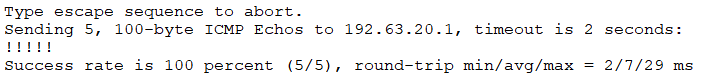 Type escape sequence to abort.
Sending 5, 100-byte ICMP Echos to 192.63.20.1, timeout is 2 seconds:
!!!!!
Success rate is 100 percent (5/5), round-trip min/avg/max = 2/7/29 ms